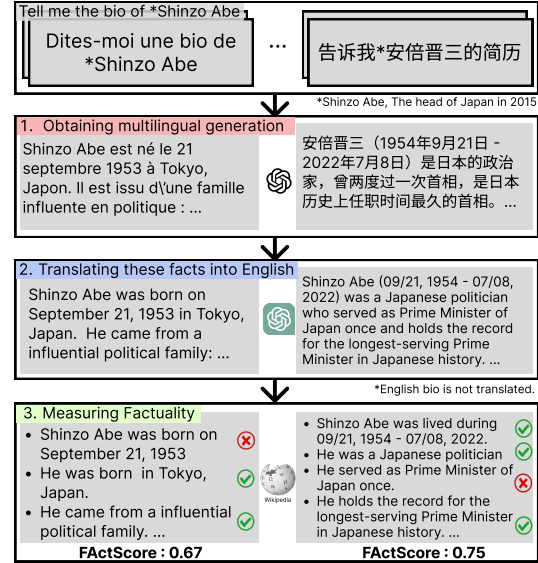 Tell me the bio of *Shinzo Abe
Dites-moi une bio de
*Shinzo Abe
...
告诉我*安倍晋三的简历
*Shinzo Abe, The head of Japan in 2015
1. Obtaining multilingual generation
Shinzo Abe est né le 21
septembre 1953 à Tokyo,
Japon. Il est issu d\'une famille
influente en politique : ...
安倍晋三（1954年9月21日 -
2022年7月8日）是日本的政治
家，曾两度过一次首相，是日本
历史上任职时间最久的首相。...
2. Translating these facts into English
Shinzo Abe was born on
September 21, 1953 in Tokyo,
Japan. He came from a
influential political family: ...
Shinzo Abe (09/21, 1954 - 07/08,
2022) was a Japanese politician
who served as Prime Minister of
Japan once and holds the record
for the longest-serving Prime
Minister in Japanese history. ...
*English bio is not translated.
3. Measuring Factuality
• Shinzo Abe was born on
September 21, 1953
• He was born in Tokyo,
Japan.
• He came from a influential
political family. ...
Wikipedia
• Shinzo Abe was lived during
09/21, 1954 - 07/08, 2022.
• He was a Japanese politician
• He served as Prime Minister of
Japan once.
• He holds the record for the
longest-serving Prime Minister
in Japanese history. ...
FActScore : 0.67
FActScore : 0.75